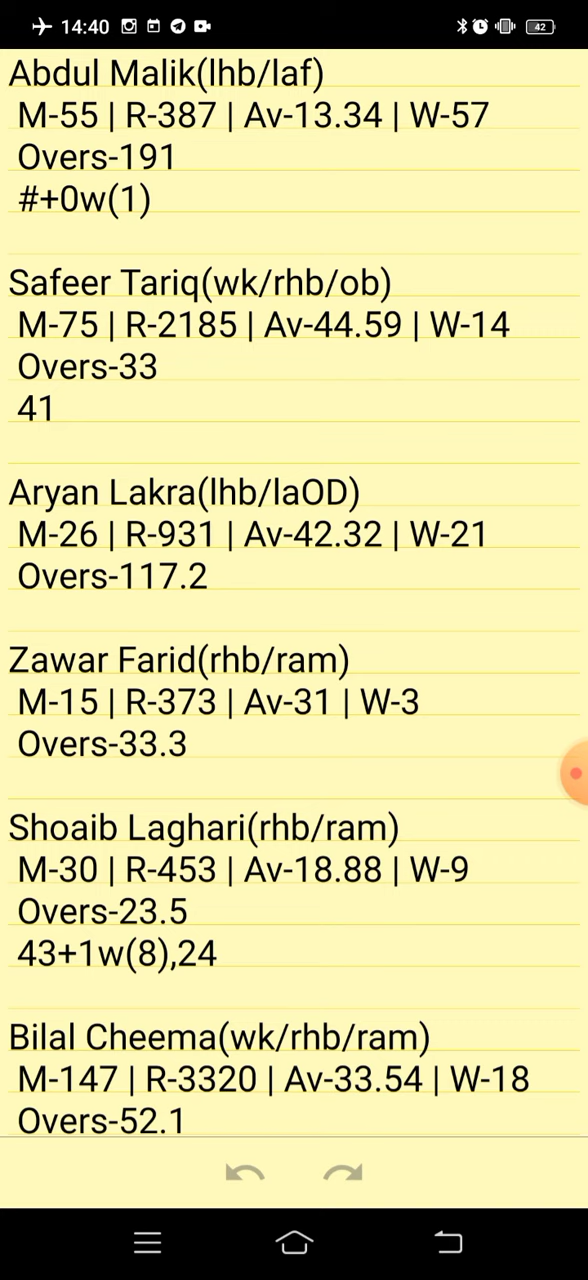 14:40
42
Abdul Malik(lhb/laf)
M-55 | R-387 | Av-13.34 | W-57
Overs-191
#+0w(1)
Safeer Tariq(wk/rhb/ob)
M-75 | R-2185 | Av-44.59 | W-14
Overs-33
41
Aryan Lakra(lhb/laOD)
M-26 | R-931 | Av-42.32 | W-21
Overs-117.2
Zawar Farid(rhb/ram)
M-15 | R-373 | Av-31 | W-3
Overs-33.3
Shoaib Laghari(rhb/ram)
M-30 | R-453 | Av-18.88 | W-9
Overs-23.5
43+1w(8),24
Bilal Cheema(wk/rhb/ram)
M-147 | R-3320 | Av-33.54 | W-18
Overs-52.1